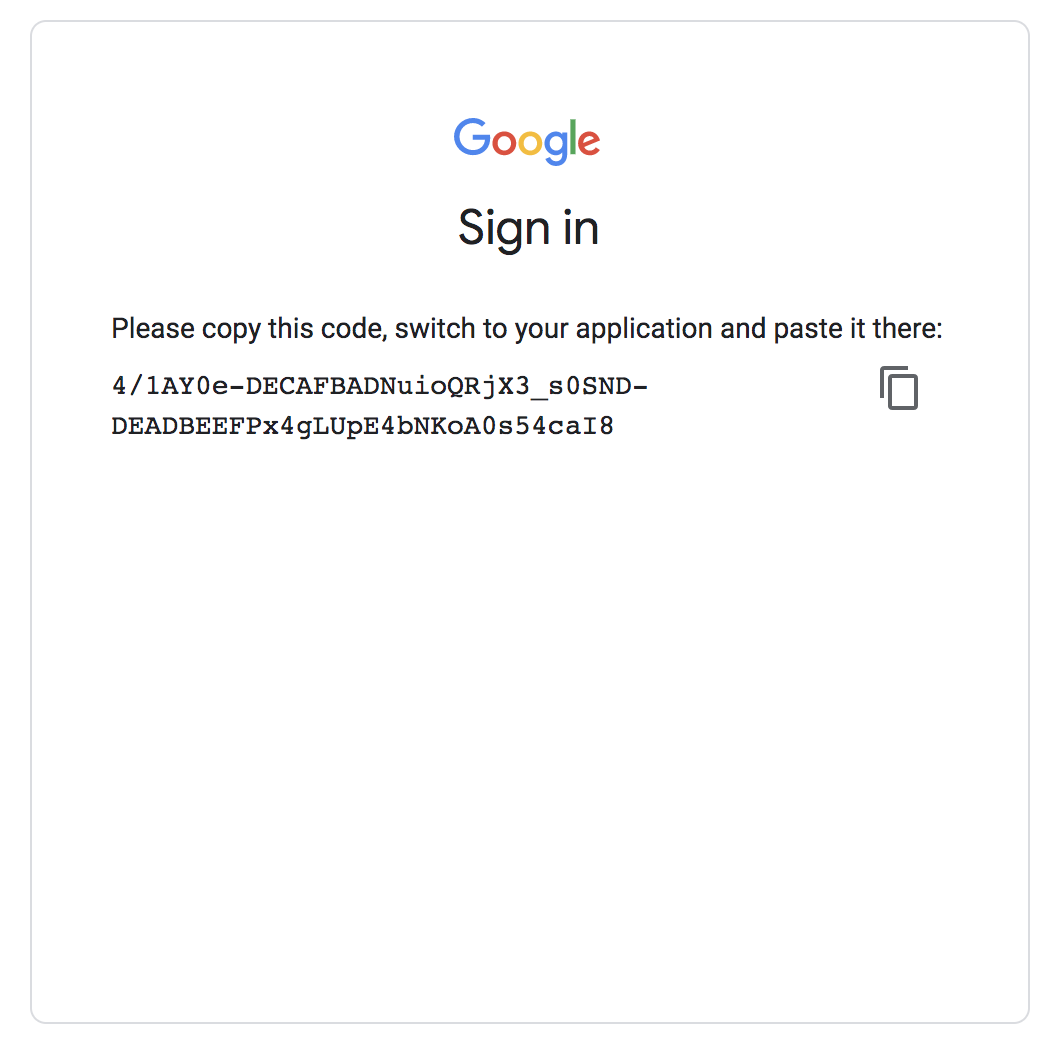 Google
Sign in
Please copy this code, switch to your application and paste it there:
4/1AY0e-DECAFBADNuioQRjX3_s0SND-
DEADBEEFPx4gLUpE4bNKoA0s54caI8